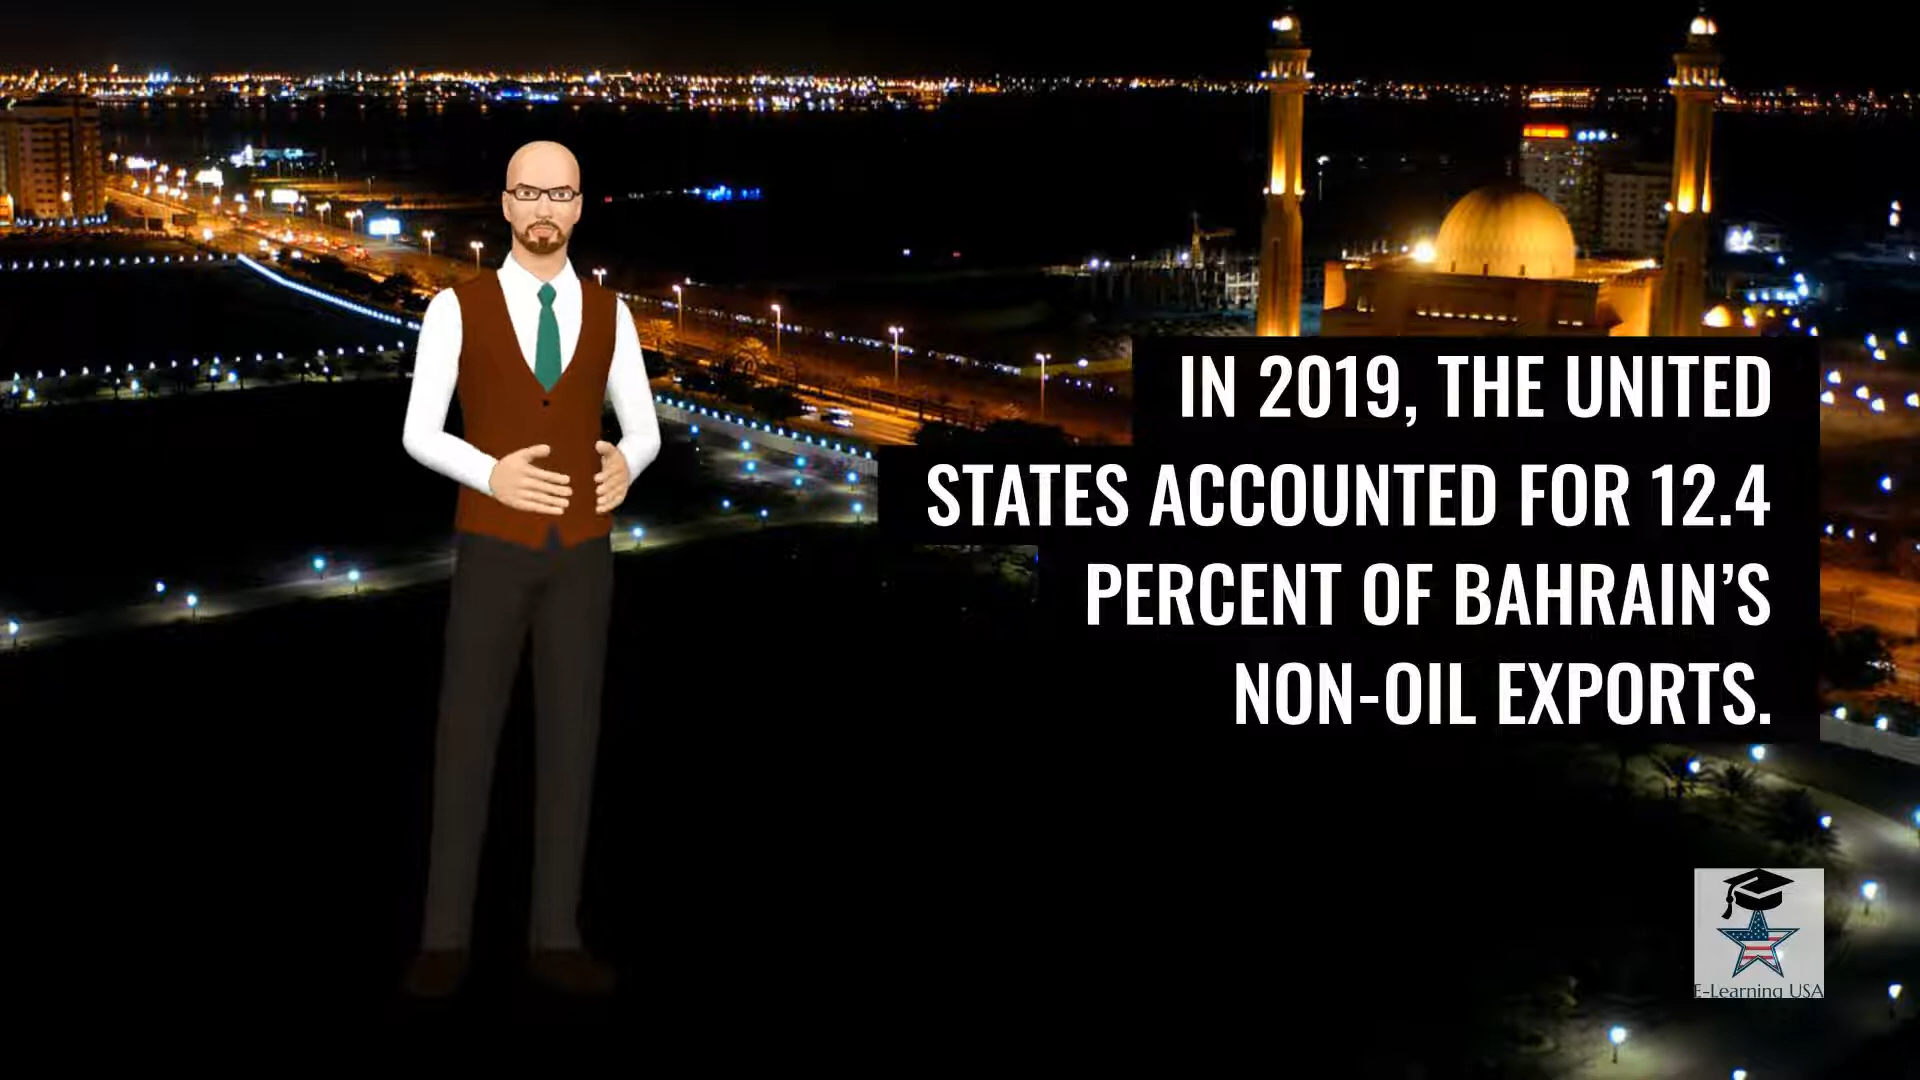 IN 2019, THE UNITED
STATES ACCOUNTED FOR 12.4
PERCENT OF BAHRAIN’S
NON-OIL EXPORTS.
E-Learning USA